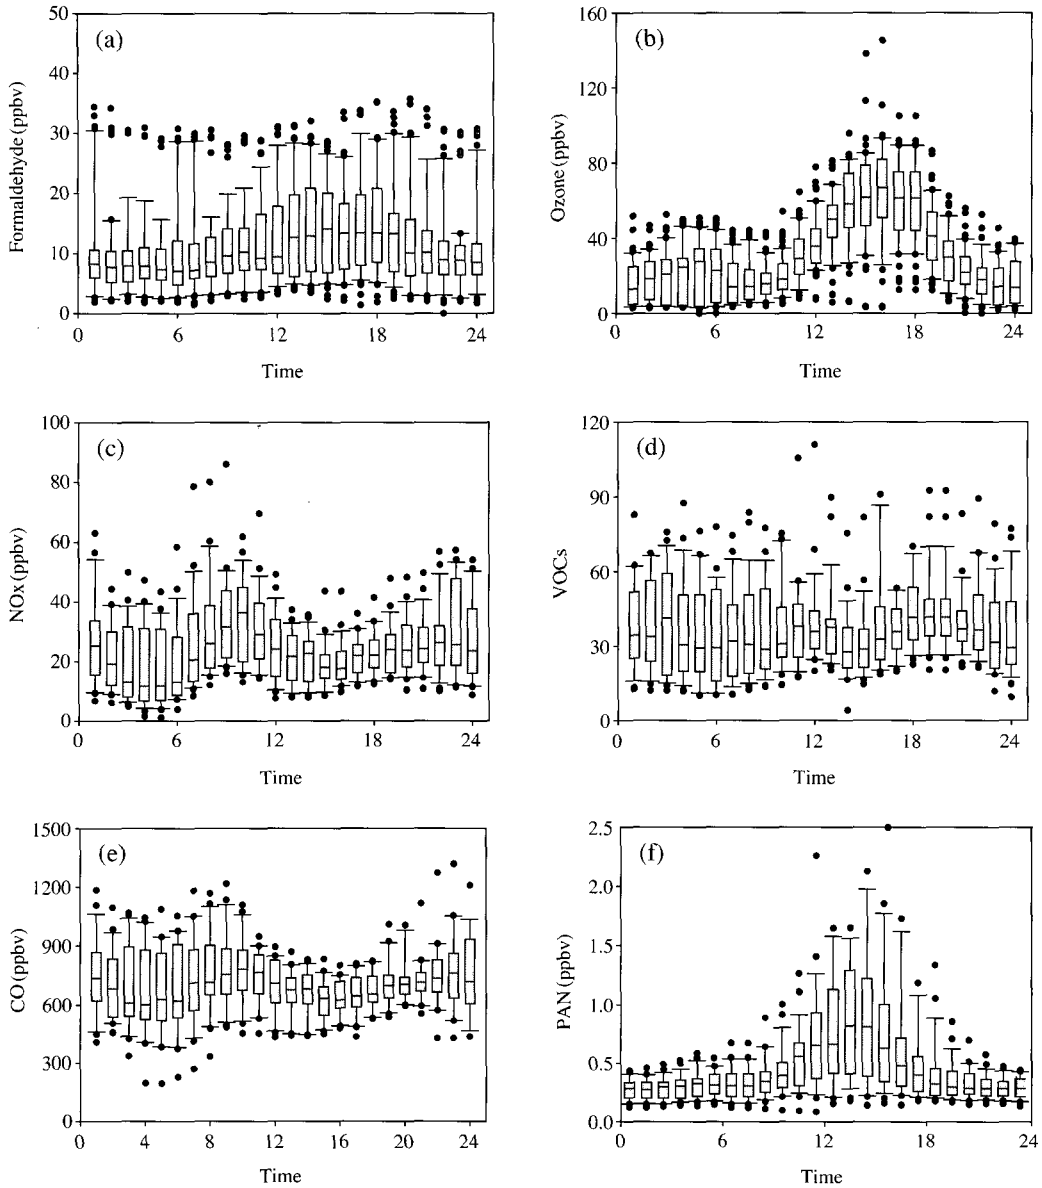 (a)
Formaldehyde (ppbv)
50
40
30
20
10
0
0 6 12 18 24
Time
(b)
Ozone (ppbv)
160
120
80
40
0
0 6 12 18 24
Time
(c)
NOx (ppbv)
100
80
60
40
20
0
0 6 12 18 24
Time
(d)
VOCs
120
90
60
30
0
0 6 12 18 24
Time
(e)
CO (ppbv)
1500
1200
900
600
300
0
0 4 8 12 16 20 24
Time
(f)
PAN (ppbv)
2.5
2.0
1.5
1.0
0.5
0.0
0 6 12 18 24
Time